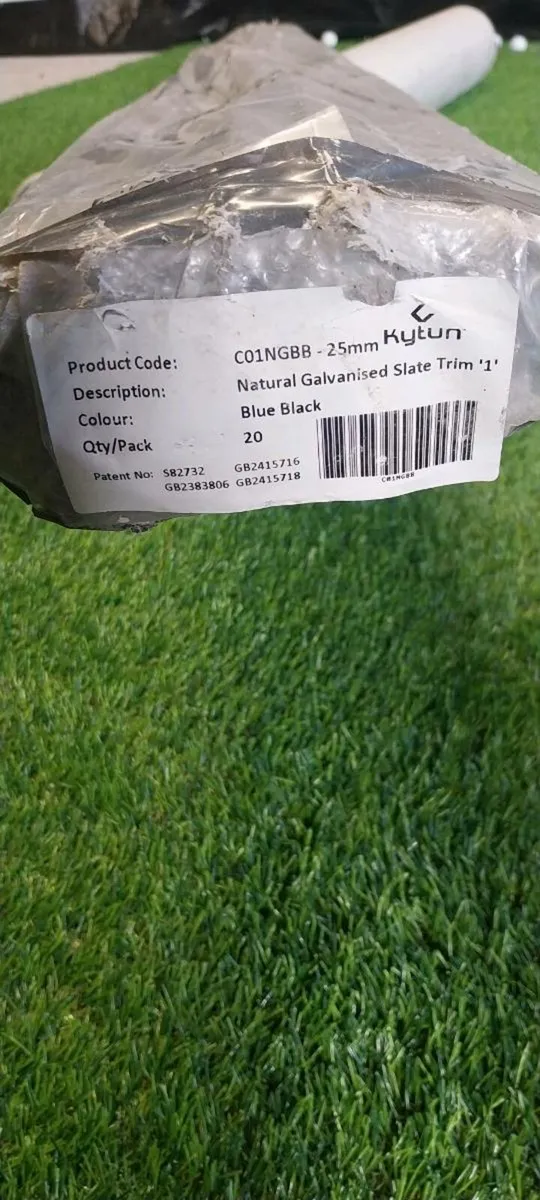 Kytun
Product Code: C01NGBB - 25mm
Description: Natural Galvanised Slate Trim '1'
Colour: Blue Black
Qty/Pack 20
Patent No: S82732 GB2415716
GB2383806 GB2415718
C01NGBB